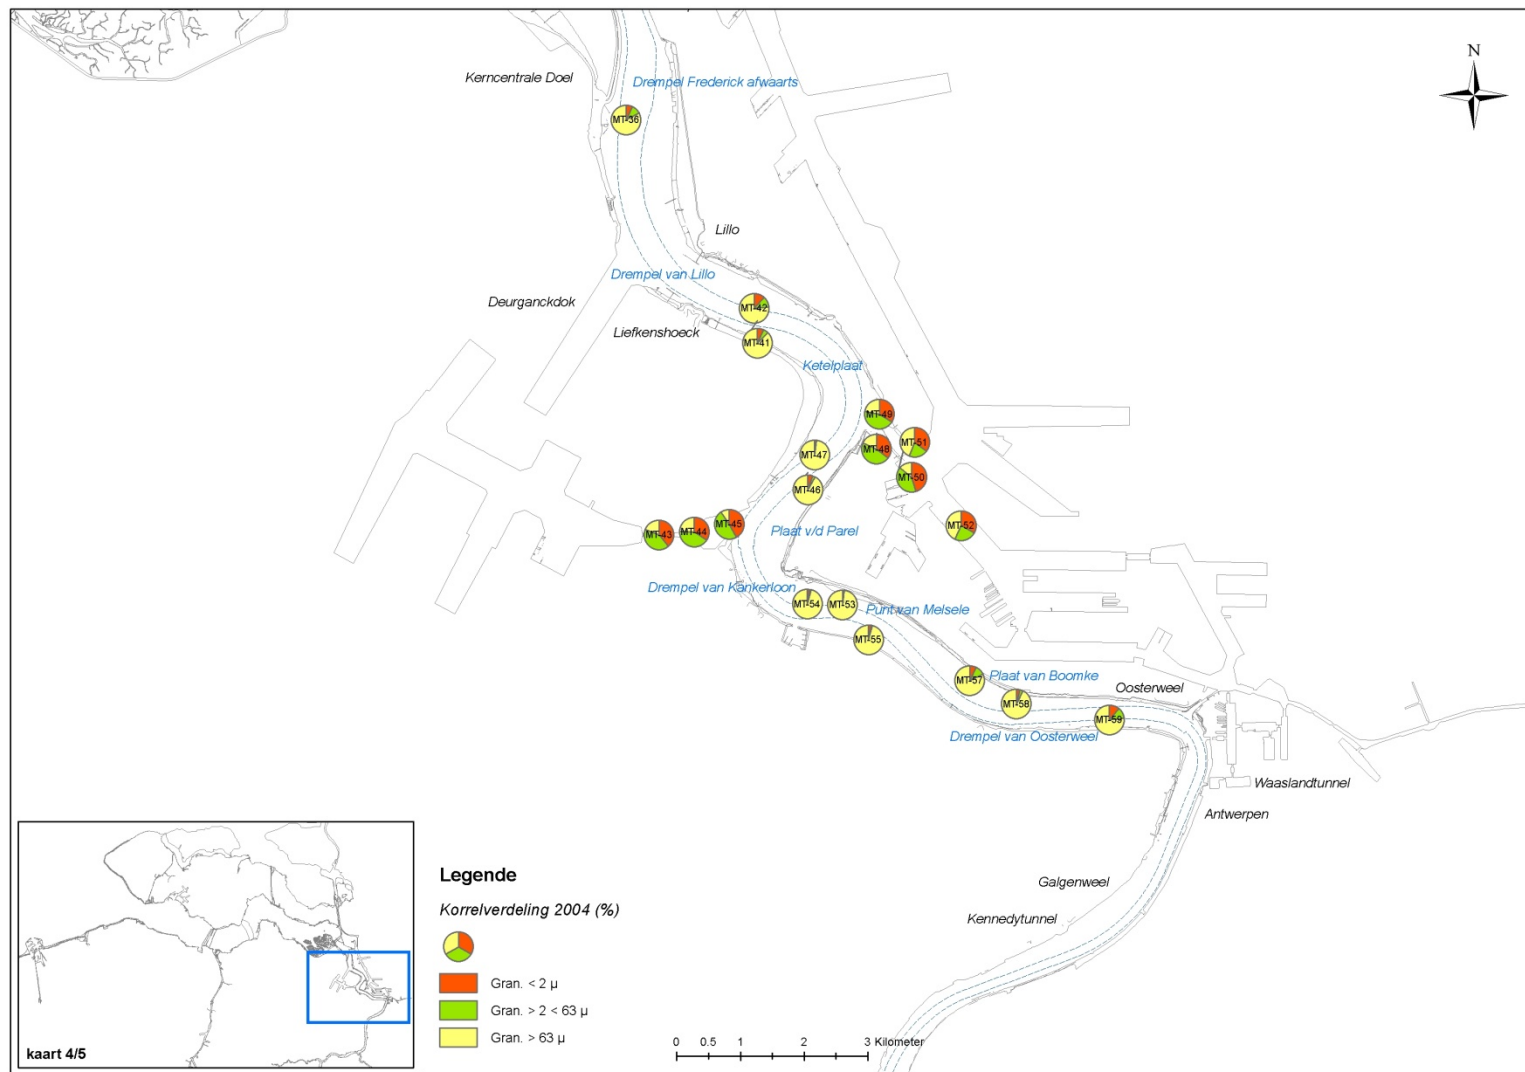 N
Kerncentrale Doel
Drempel Frederick afwaarts
MT-36
Lillo
Drempel van Lillo
Deurganckdok
MT-42
Liefkenshoeck
MT-41
Ketelplaat
MT-49
MT-51
MT-48
MT-47
MT-50
MT-46
MT-45
MT-52
MT-44
MT-43
Plaat v/d Parel
Drempel van Kankerloon
MT-54
MT-53
Punt van Melsele
MT-55
MT-57
Plaat van Boomke
Oosterweel
MT-58
MT-59
Drempel van Oosterweel
Waaslandtunnel
Antwerpen
Galgenweel
Kennedytunnel
Legende
Korrelverdeling 2004 (%)
Gran. < 2 µ
Gran. > 2 < 63 µ
Gran. > 63 µ
0 0.5 1 2 3 Kilometer
kaart 4/5